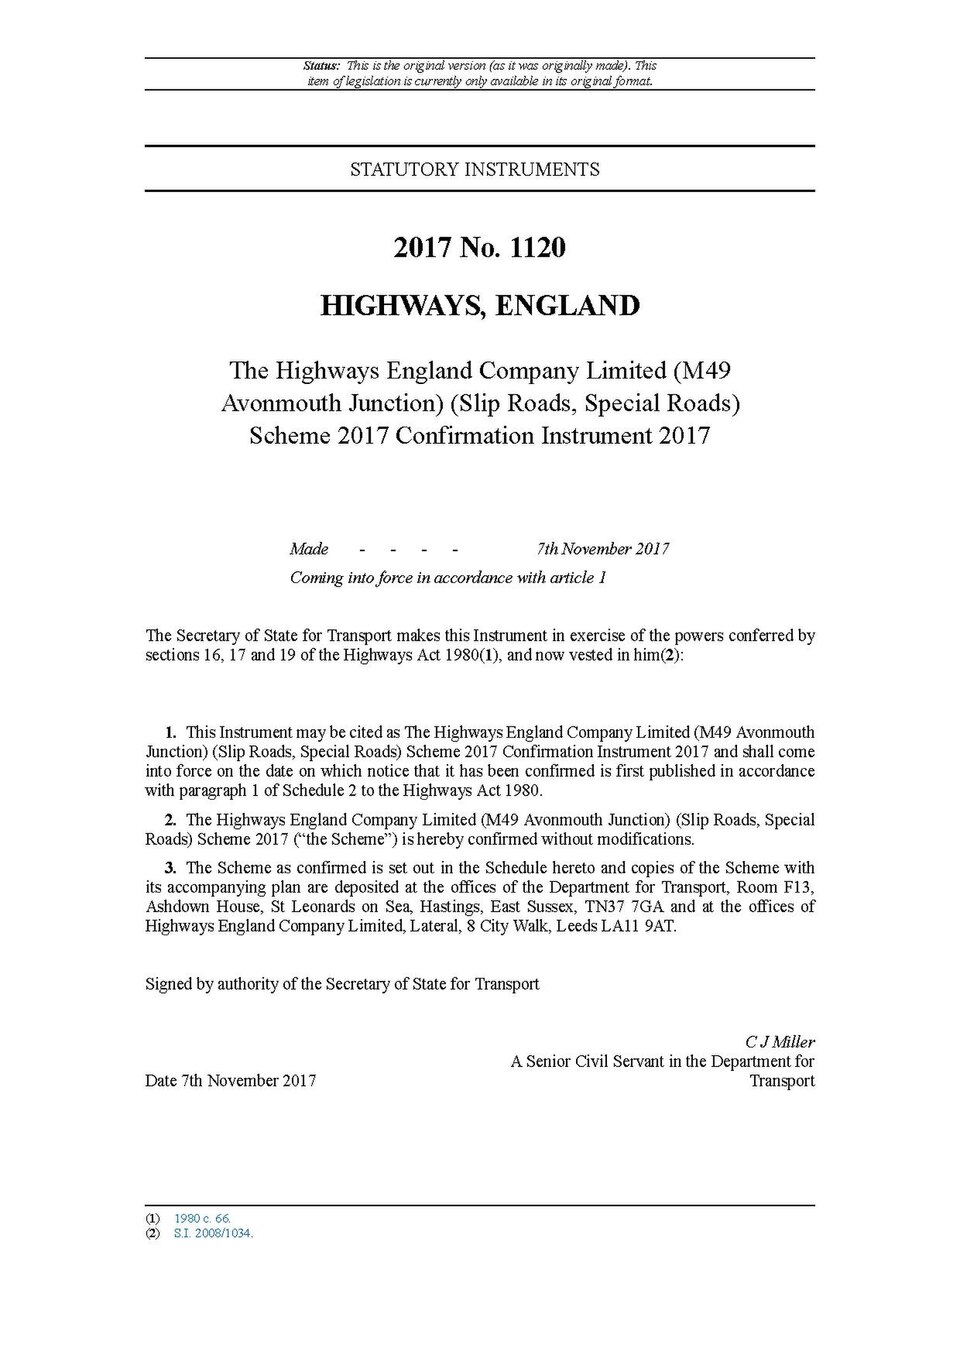 Status: This is the original version (as it was originally made). This
item of legislation is currently only available in its original format.
STATUTORY INSTRUMENTS
2017 No. 1120
HIGHWAYS, ENGLAND
The Highways England Company Limited (M49
Avonmouth Junction) (Slip Roads, Special Roads)
Scheme 2017 Confirmation Instrument 2017
Made - - - - 7th November 2017
Coming into force in accordance with article 1
The Secretary of State for Transport makes this Instrument in exercise of the powers conferred by
sections 16, 17 and 19 of the Highways Act 1980(1), and now vested in him(2):
1. This Instrument may be cited as The Highways England Company Limited (M49 Avonmouth
Junction) (Slip Roads, Special Roads) Scheme 2017 Confirmation Instrument 2017 and shall come
into force on the date on which notice that it has been confirmed is first published in accordance
with paragraph 1 of Schedule 2 to the Highways Act 1980.
2. The Highways England Company Limited (M49 Avonmouth Junction) (Slip Roads, Special
Roads) Scheme 2017 (“the Scheme”) is hereby confirmed without modifications.
3. The Scheme as confirmed is set out in the Schedule hereto and copies of the Scheme with
its accompanying plan are deposited at the offices of the Department for Transport, Room F13,
Ashdown House, St Leonards on Sea, Hastings, East Sussex, TN37 7GA and at the offices of
Highways England Company Limited, Lateral, 8 City Walk, Leeds LA11 9AT.
Signed by authority of the Secretary of State for Transport
C J Miller
A Senior Civil Servant in the Department for
Date 7th November 2017 Transport
(1) 1980 c. 66.
(2) S.I. 2008/1034.